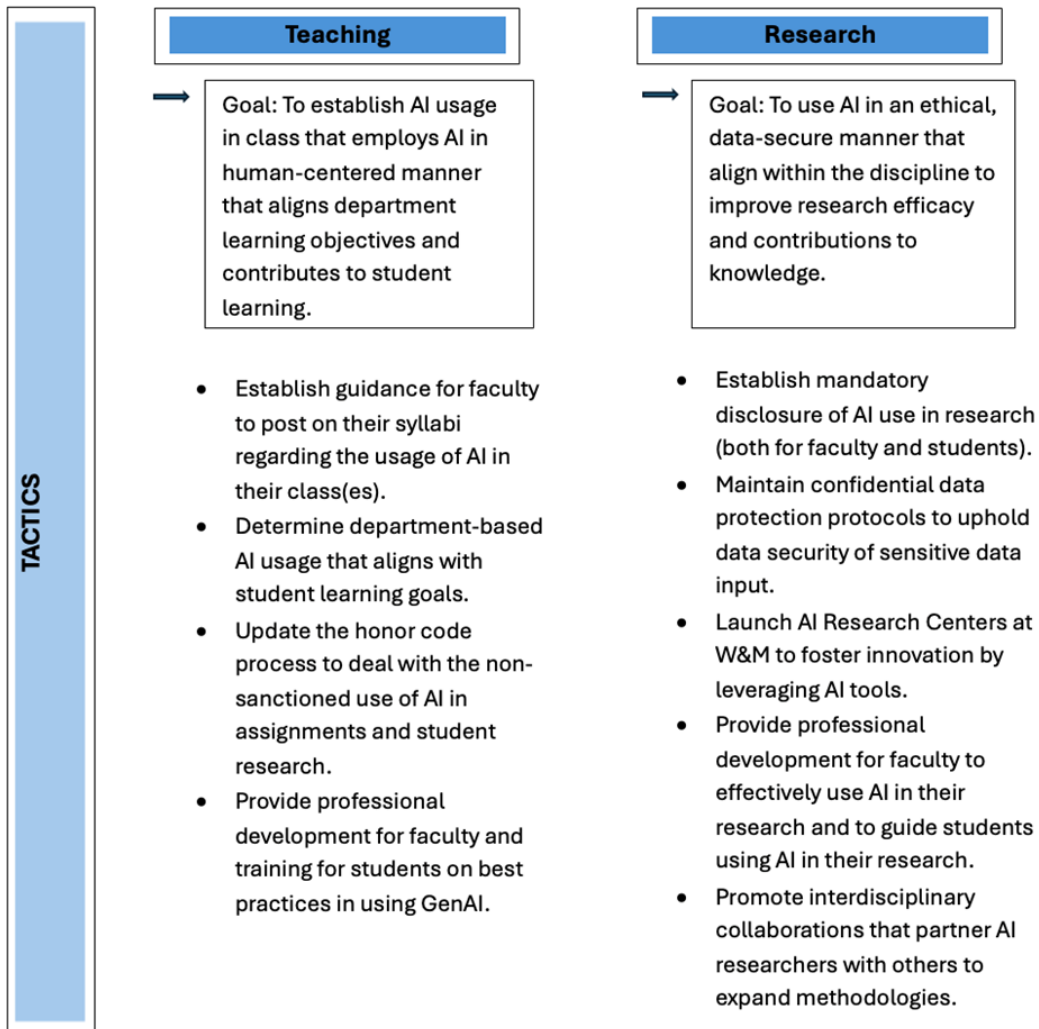 TACTICS
Teaching
Goal: To establish AI usage
in class that employs AI in
human-centered manner
that aligns department
learning objectives and
contributes to student
learning.
• Establish guidance for faculty
to post on their syllabi
regarding the usage of AI in
their class(es).
• Determine department-based
AI usage that aligns with
student learning goals.
• Update the honor code
process to deal with the non-
sanctioned use of AI in
assignments and student
research.
• Provide professional
development for faculty and
training for students on best
practices in using GenAI.
Research
Goal: To use AI in an ethical,
data-secure manner that
align within the discipline to
improve research efficacy
and contributions to
knowledge.
• Establish mandatory
disclosure of AI use in research
(both for faculty and students).
• Maintain confidential data
protection protocols to uphold
data security of sensitive data
input.
• Launch AI Research Centers at
W&M to foster innovation by
leveraging AI tools.
• Provide professional
development for faculty to
effectively use AI in their
research and to guide students
using AI in their research.
• Promote interdisciplinary
collaborations that partner AI
researchers with others to
expand methodologies.